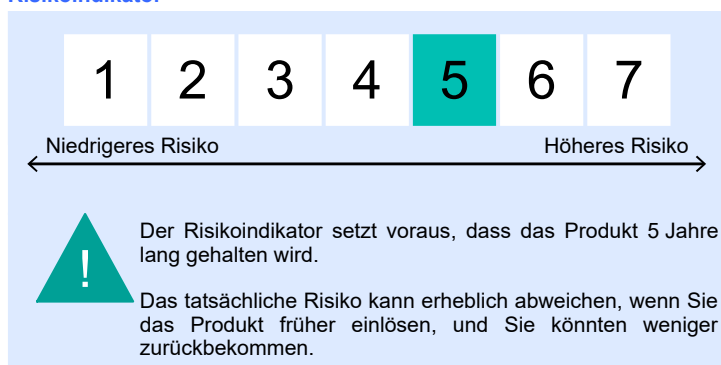 Risikoindikator
1 2 3 4 5 6 7
Niedrigeres Risiko Höheres Risiko
!
Der Risikoindikator setzt voraus, dass das Produkt 5 Jahre
lang gehalten wird.
Das tatsächliche Risiko kann erheblich abweichen, wenn Sie
das Produkt früher einlösen, und Sie könnten weniger
zurückbekommen.